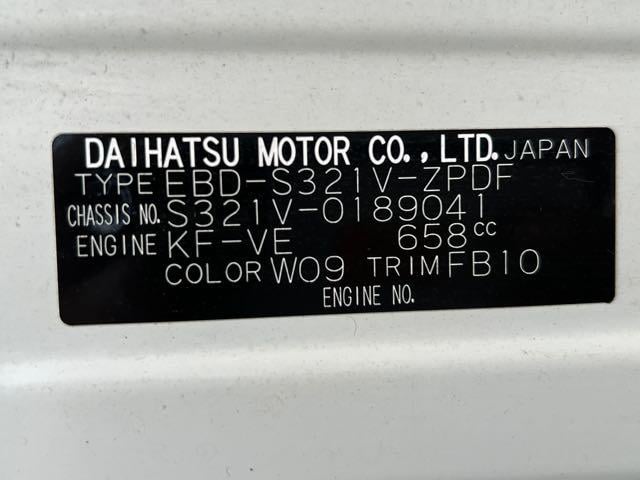 DAIHATSU MOTOR CO.,LTD. JAPAN
TYPE EBD-S321V-ZPDF
CHASSIS NO. S321V-0189041
ENGINE KF-VE 658cc
COLOR W09 TRIM FB10
ENGINE NO.